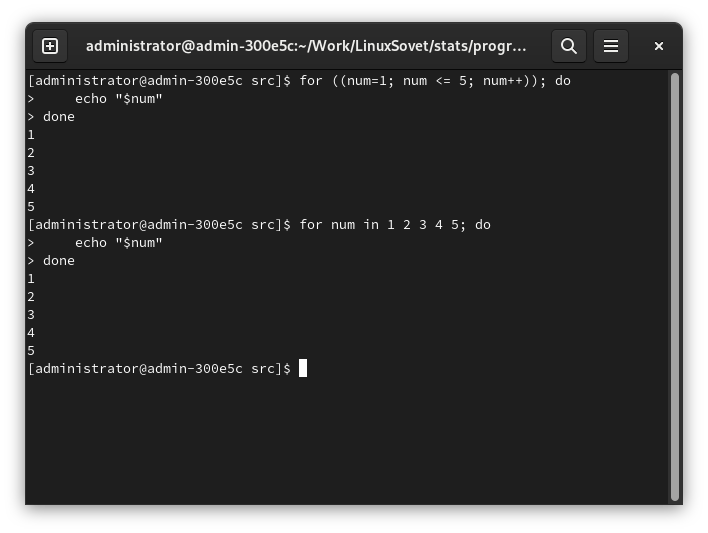 administrator@admin-300e5c:~/Work/LinuxSovet/stats/progr...
[administrator@admin-300e5c src]$ for ((num=1; num <= 5; num++)); do
>     echo "$num"
> done
1
2
3
4
5
[administrator@admin-300e5c src]$ for num in 1 2 3 4 5; do
>     echo "$num"
> done
1
2
3
4
5
[administrator@admin-300e5c src]$